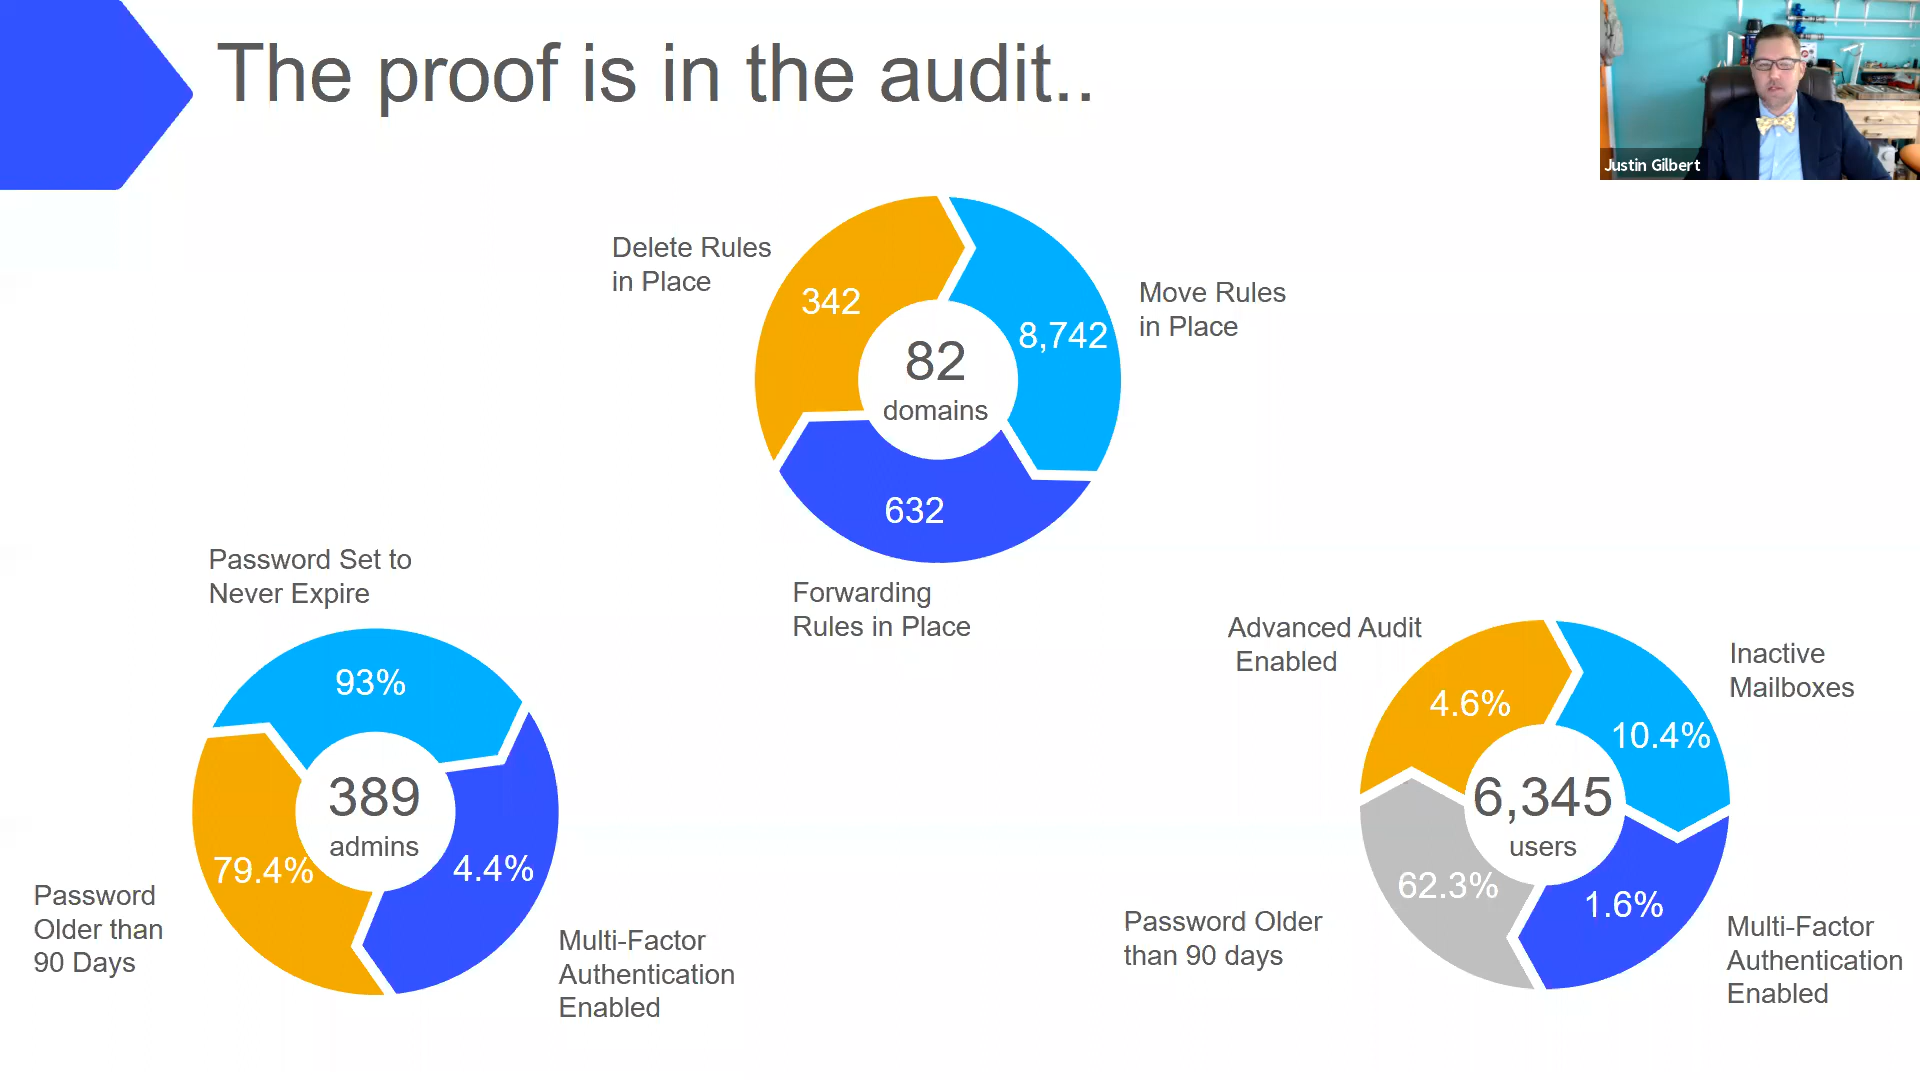 The proof is in the audit..
Justin Gilbert
Delete Rules
in Place
342
Move Rules
in Place
8,742
82
domains
632
Forwarding
Rules in Place
Password Set to
Never Expire
93%
389
admins
79.4%
4.4%
Password
Older than
90 Days
Multi-Factor
Authentication
Enabled
Advanced Audit
Enabled
4.6%
Inactive
Mailboxes
10.4%
6,345
users
62.3%
1.6%
Password Older
than 90 days
Multi-Factor
Authentication
Enabled